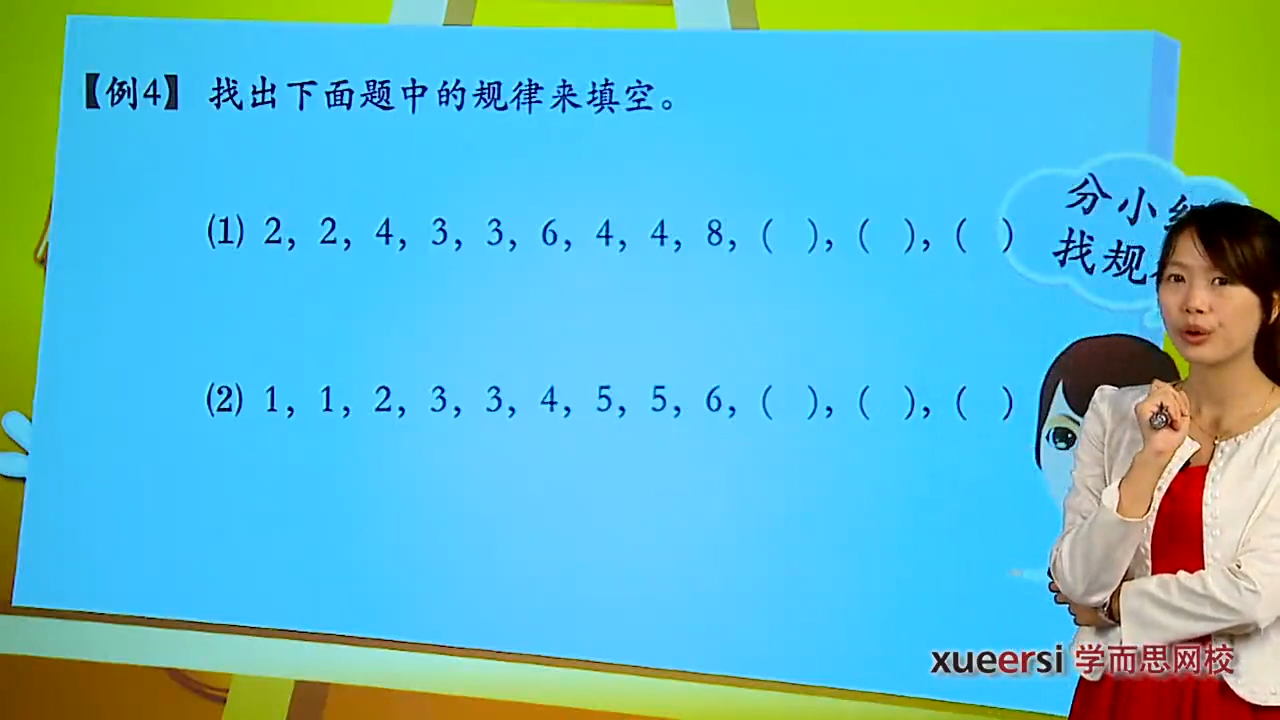 【例4】 找出下面题中的规律来填空。
(1) 2, 2, 4, 3, 3, 6, 4, 4, 8, ( ), ( ), ( )
分小
找规
(2) 1, 1, 2, 3, 3, 4, 5, 5, 6, ( ), ( ), ( )
xueersi 学而思网校